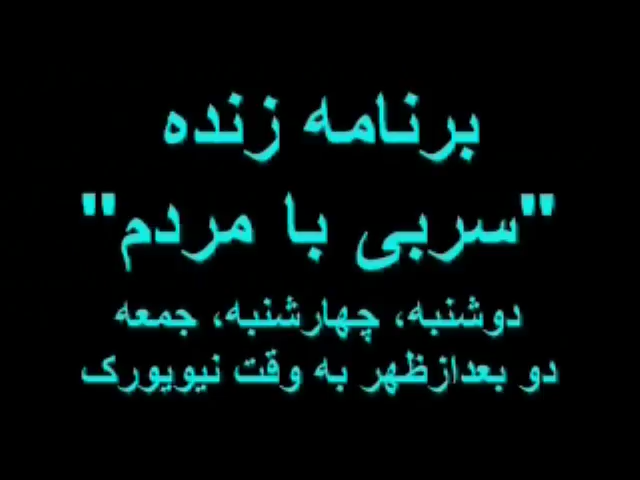 برنامه زنده
"سربی با مردم"
دوشنبه، چهارشنبه، جمعه
دو بعدازظهر به وقت نیویورک